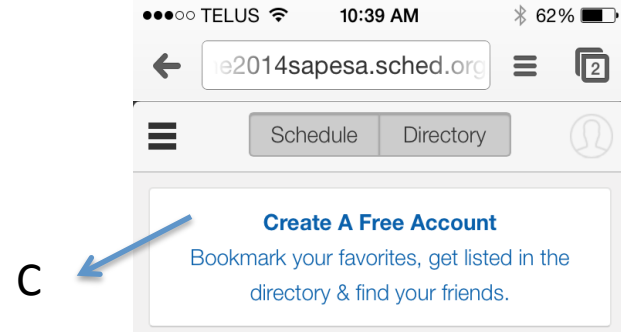 TELUS 10:39 AM 62%
e2014sapesa.sched.org 2
Schedule Directory
Create A Free Account
Bookmark your favorites, get listed in the
directory & find your friends.
C